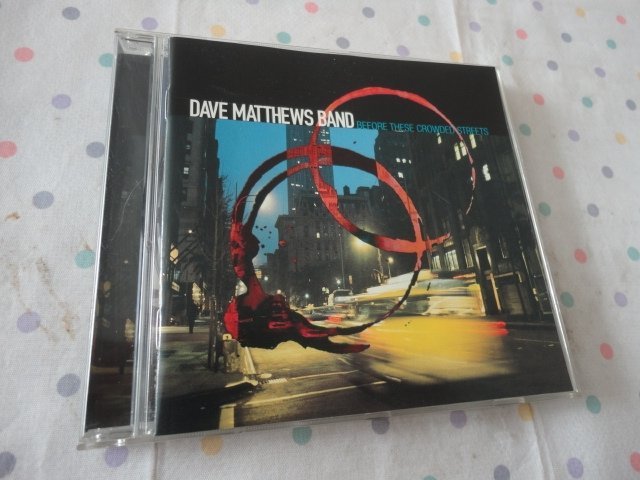 DAVE MATTHEWS BAND BEFORE THESE CROWDED STREETS